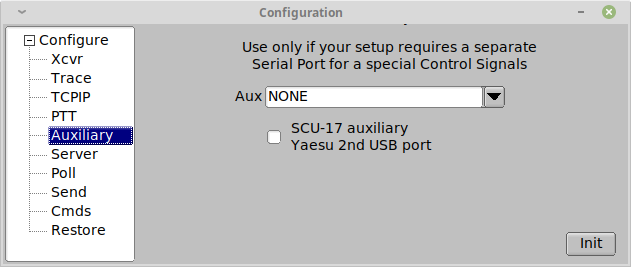 Configuration
Configure
Xcvr
Trace
TCPIP
PTT
Auxiliary
Server
Poll
Send
Cmds
Restore
Use only if your setup requires a separate
Serial Port for a special Control Signals
Aux NONE
SCU-17 auxiliary
Yaesu 2nd USB port
Init